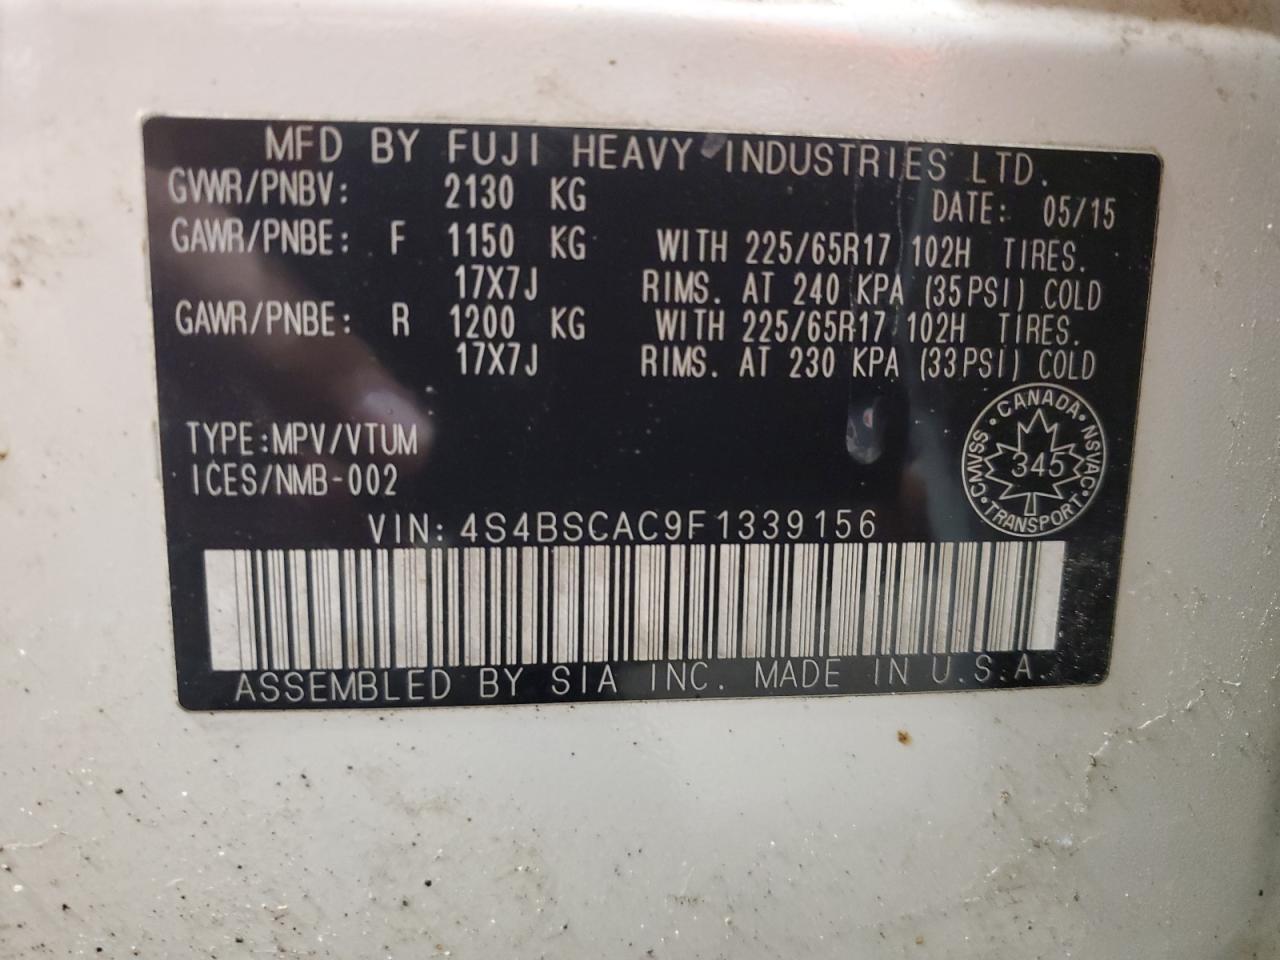 MFD BY FUJI HEAVY INDUSTRIES LTD.
GVWR/PNBV: 2130 KG DATE: 05/15
GAWR/PNBE: F 1150 KG WITH 225/65R17 102H TIRES.
17X7J RIMS. AT 240 KPA (35PSI) COLD
GAWR/PNBE: R 1200 KG WITH 225/65R17 102H TIRES.
17X7J RIMS. AT 230 KPA (33PSI) COLD
TYPE:MPV/VTUM
ICES/NMB-002
CANADA · NSVAC · TRANSPORT · CMVSS ·
345
VIN: 4S4BSCAC9F1339156
ASSEMBLED BY SIA INC. MADE IN U.S.A.